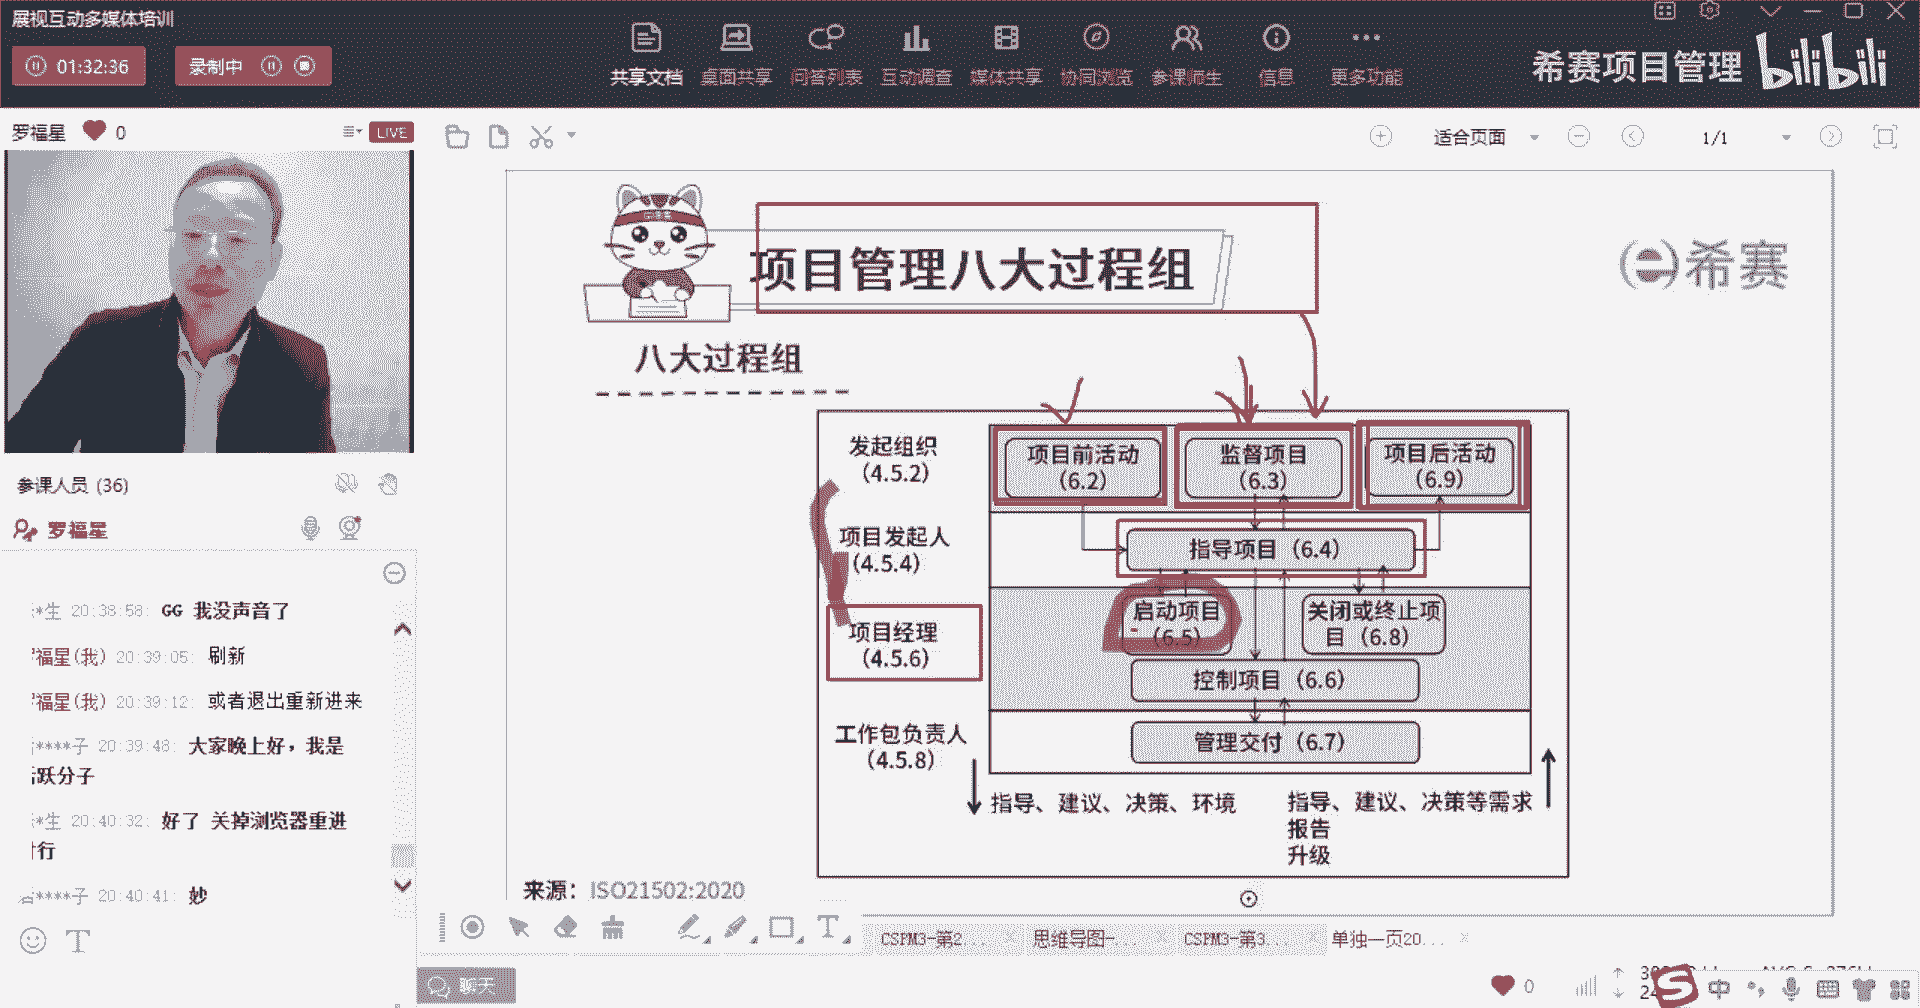 展视互动多媒体培训
01:32:36
录制中
共享文档 桌面共享 问答列表 互动调查 媒体共享 协同浏览 参课师生 信息 更多功能
希赛项目管理 bilibili
罗福星 0
LIVE
适合页面
1/1
项目管理八大过程组
希赛
八大过程组
发起组织
(4.5.2)
项目前活动
(6.2)
监督项目
(6.3)
项目后活动
(6.9)
项目发起人
(4.5.4)
指导项目 (6.4)
项目经理
(4.5.6)
启动项目
(6.5)
关闭或终止项
目 (6.8)
控制项目 (6.6)
工作包负责人
(4.5.8)
管理交付 (6.7)
指导、建议、决策、环境
指导、建议、决策等需求
报告
升级
来源：ISO21502:2020
参课人员 (36)
罗福星
*生 20:38:58: GG 我没声音了
福星(我) 20:39:05: 刷新
福星(我) 20:39:12: 或者退出重新进来
****子 20:39:48: 大家晚上好，我是
跃分子
*生 20:40:32: 好了 关掉浏览器重进
行
****子 20:40:41: 妙
T
T
CSPM3-第2... 思维导图-... CSPM3-第3... 单独一页20...
聊天
0
中